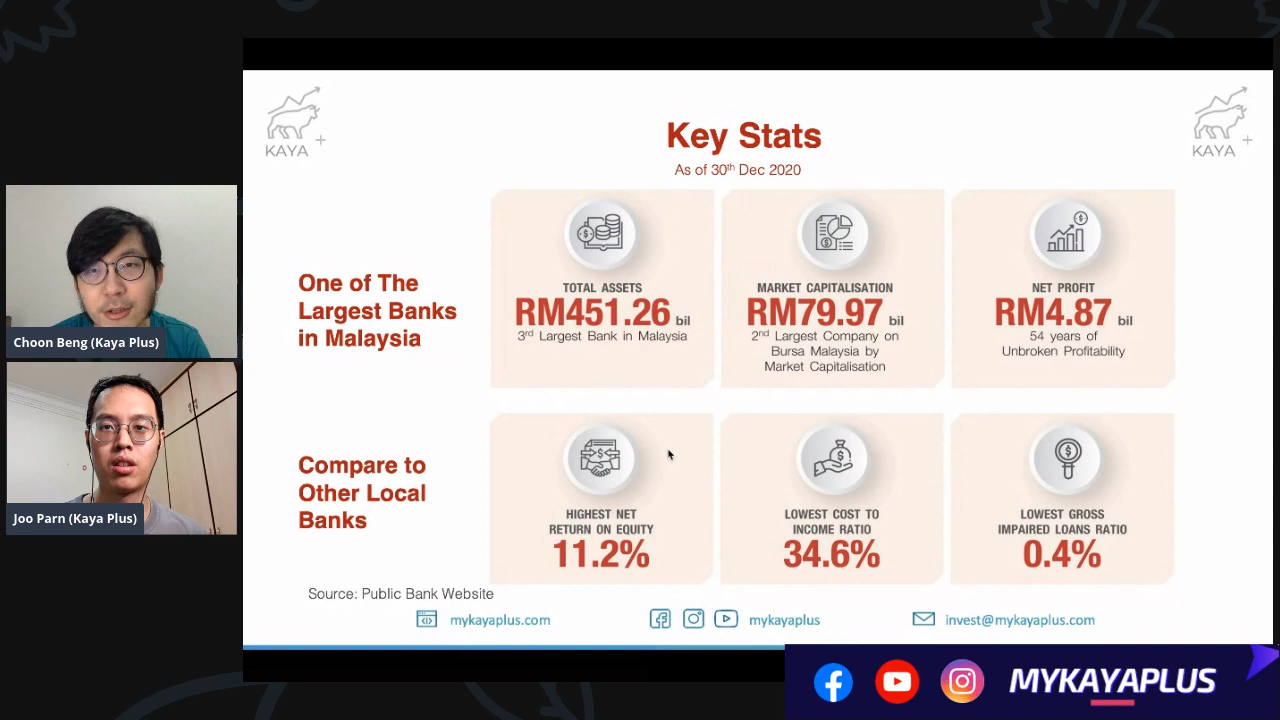 KAYA
KAYA
Key Stats
As of 30th Dec 2020
One of The
Largest Banks
in Malaysia
TOTAL ASSETS
RM451.26 bil
3rd Largest Bank in Malaysia
MARKET CAPITALISATION
RM79.97 bil
2nd Largest Company on
Bursa Malaysia by
Market Capitalisation
NET PROFIT
RM4.87 bil
54 years of
Unbroken Profitability
Compare to
Other Local
Banks
HIGHEST NET
RETURN ON EQUITY
11.2%
LOWEST COST TO
INCOME RATIO
34.6%
LOWEST GROSS
IMPAIRED LOANS RATIO
0.4%
Source: Public Bank Website
mykayaplus.com
mykayaplus
invest@mykayaplus.com
Choon Beng (Kaya Plus)
Joo Parn (Kaya Plus)
MYKAYAPLUS